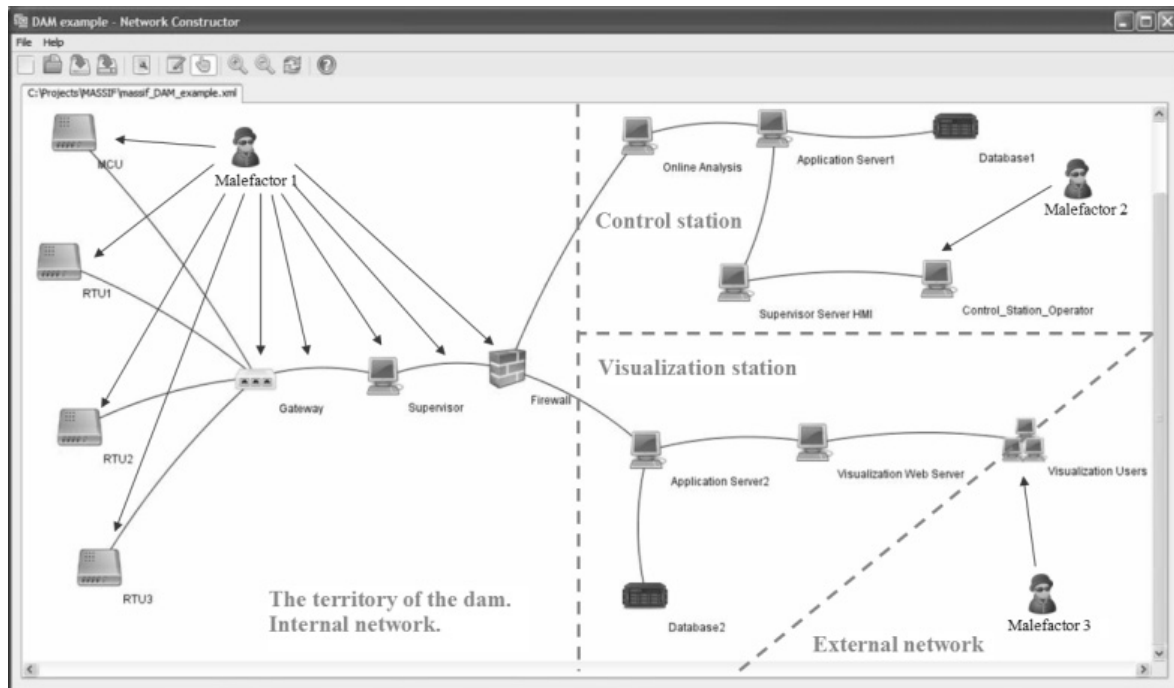 DAM example - Network Constructor
File Help
C:\Projects\MASSIF\massif_DAM_example.xml
MCU
Malefactor 1
RTU1
RTU2
RTU3
Gateway
Supervisor
Firewall
The territory of the dam.
Internal network.
Online Analysis
Application Server1
Database1
Malefactor 2
Control station
Supervisor Server HMI
Control_Station_Operator
Visualization station
Application Server2
Visualization Web Server
Visualization Users
Database2
Malefactor 3
External network